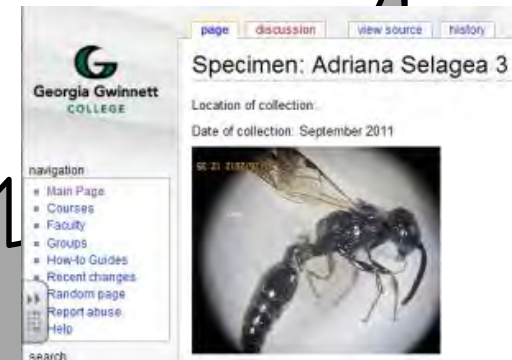 page discussion view source history
Specimen: Adriana Selagea 3
Georgia Gwinnett
COLLEGE
Location of collection:
Date of collection: September 2011
navigation
Main Page
Courses
Faculty
Groups
How-to Guides
Recent changes
Random page
Report abuse
Help
search